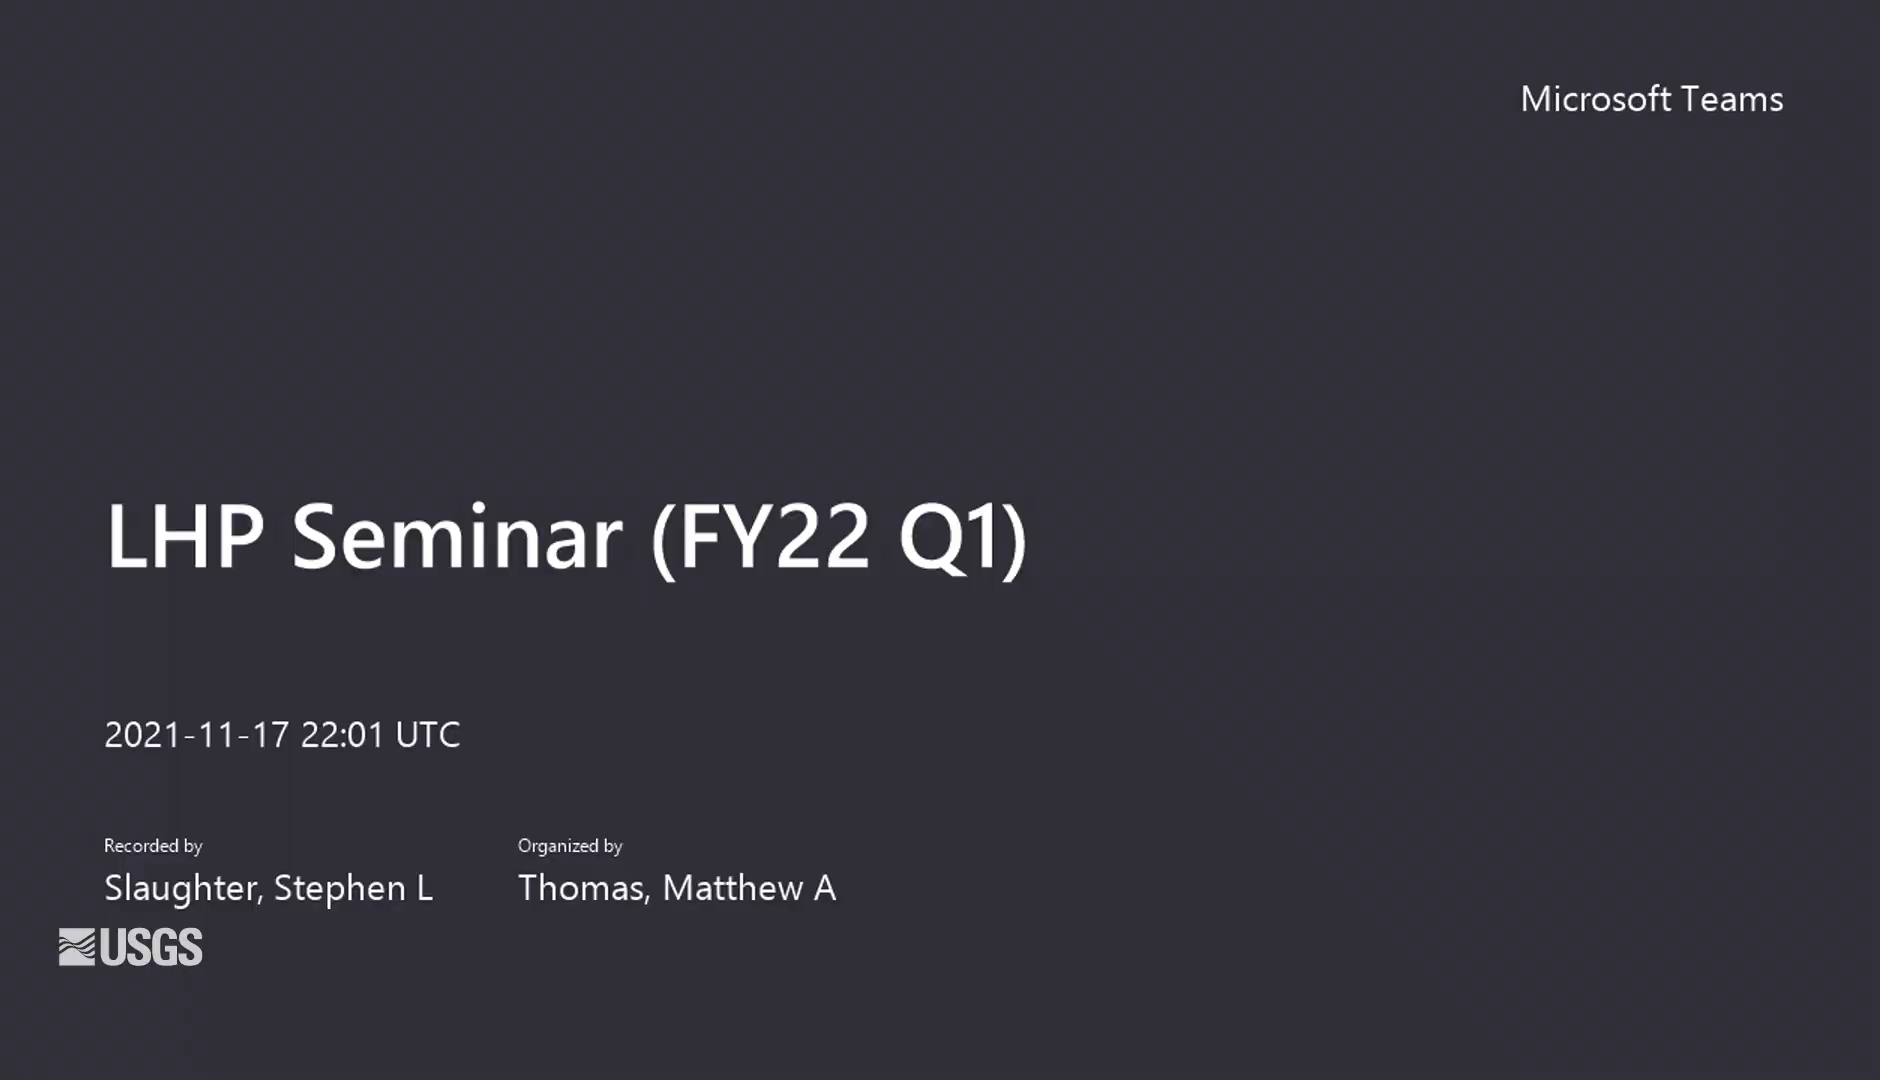 Microsoft Teams
LHP Seminar (FY22 Q1)
2021-11-17 22:01 UTC
Recorded by
Slaughter, Stephen L
Organized by
Thomas, Matthew A
USGS